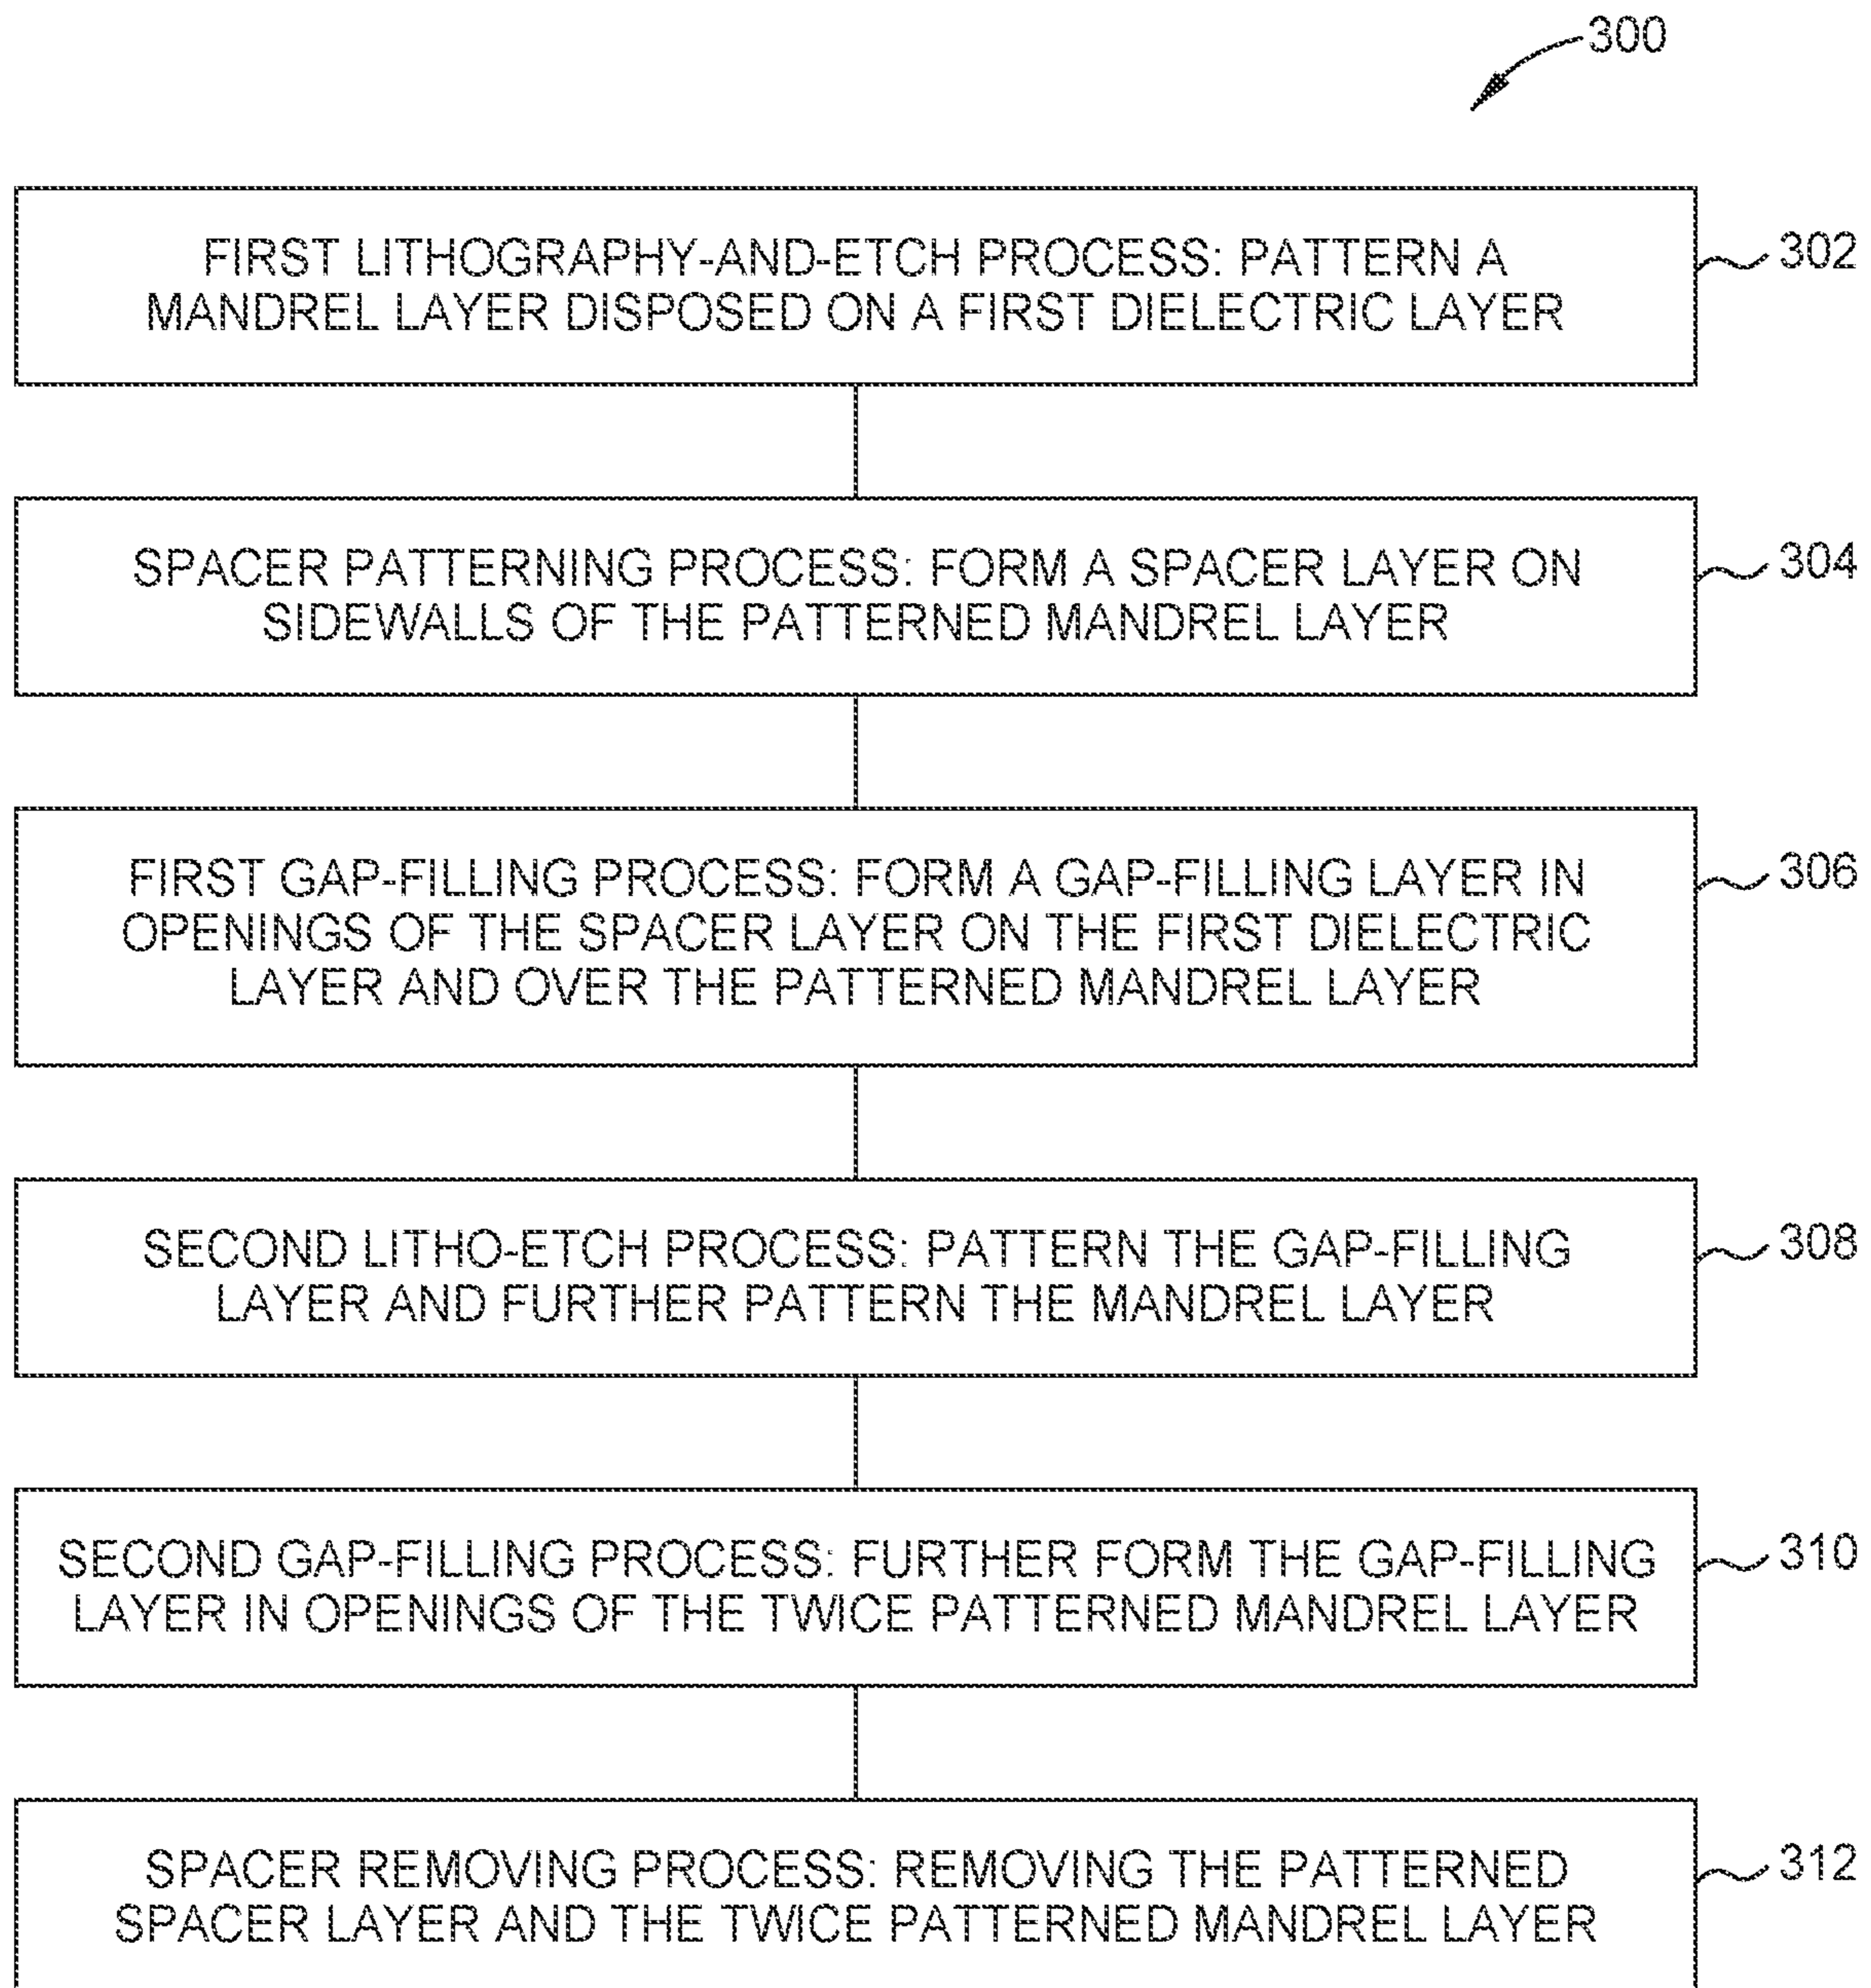 300
FIRST LITHOGRAPHY-AND-ETCH PROCESS: PATTERN A
MANDREL LAYER DISPOSED ON A FIRST DIELECTRIC LAYER
302
SPACER PATTERNING PROCESS: FORM A SPACER LAYER ON
SIDEWALLS OF THE PATTERNED MANDREL LAYER
304
FIRST GAP-FILLING PROCESS: FORM A GAP-FILLING LAYER IN
OPENINGS OF THE SPACER LAYER ON THE FIRST DIELECTRIC
LAYER AND OVER THE PATTERNED MANDREL LAYER
306
SECOND LITHO-ETCH PROCESS: PATTERN THE GAP-FILLING
LAYER AND FURTHER PATTERN THE MANDREL LAYER
308
SECOND GAP-FILLING PROCESS: FURTHER FORM THE GAP-FILLING
LAYER IN OPENINGS OF THE TWICE PATTERNED MANDREL LAYER
310
SPACER REMOVING PROCESS: REMOVING THE PATTERNED
SPACER LAYER AND THE TWICE PATTERNED MANDREL LAYER
312